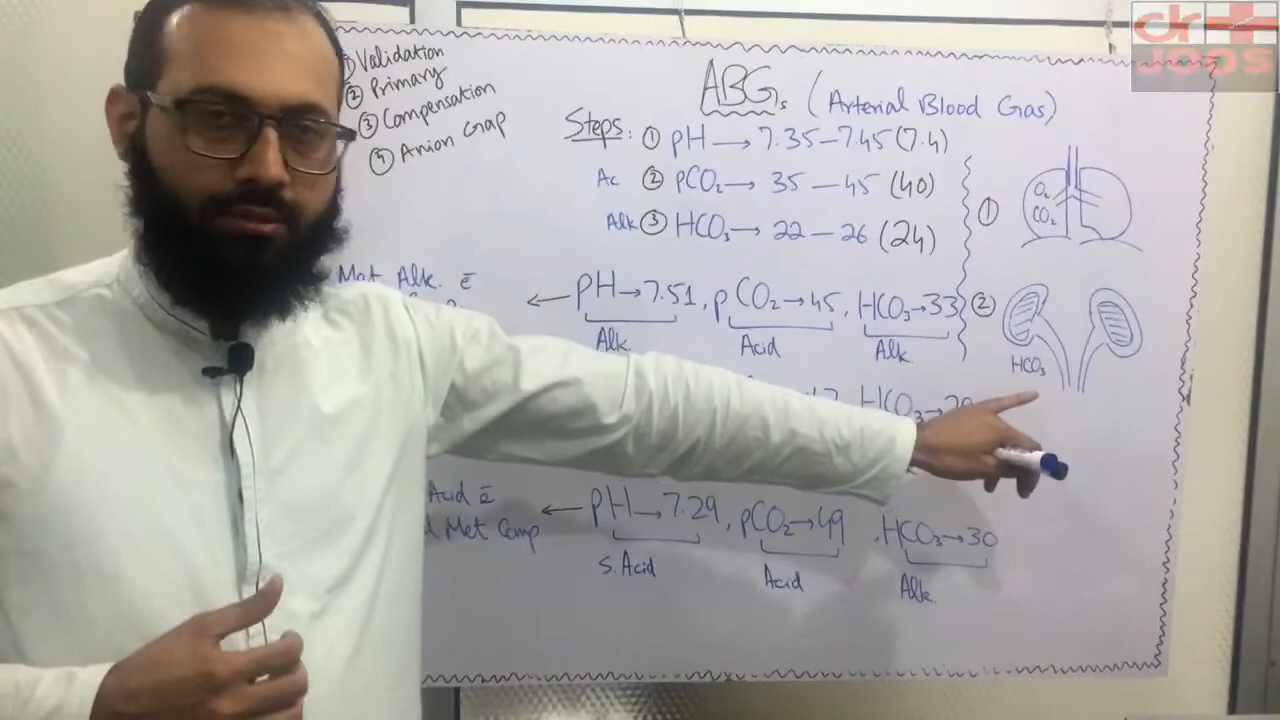 ① Validation
② Primary
③ Compensation
④ Anion Gap
ABGs (Arterial Blood Gas)
Steps: ① pH → 7.35–7.45 (7.4)
Ac ② pCO₂ → 35 – 45 (40)
Alk ③ HCO₃ → 22 – 26 (24)
①
O₂
CO₂
Met Alk. c̄
← pH → 7.51, pCO₂ → 45, HCO₃ → 33
Alk. Acid Alk.
②
HCO₃
HCO₃ →
Acid c̄
Met Comp
← pH → 7.29, pCO₂ → 49, HCO₃ → 30
S. Acid Acid Alk.
dr
JOOS